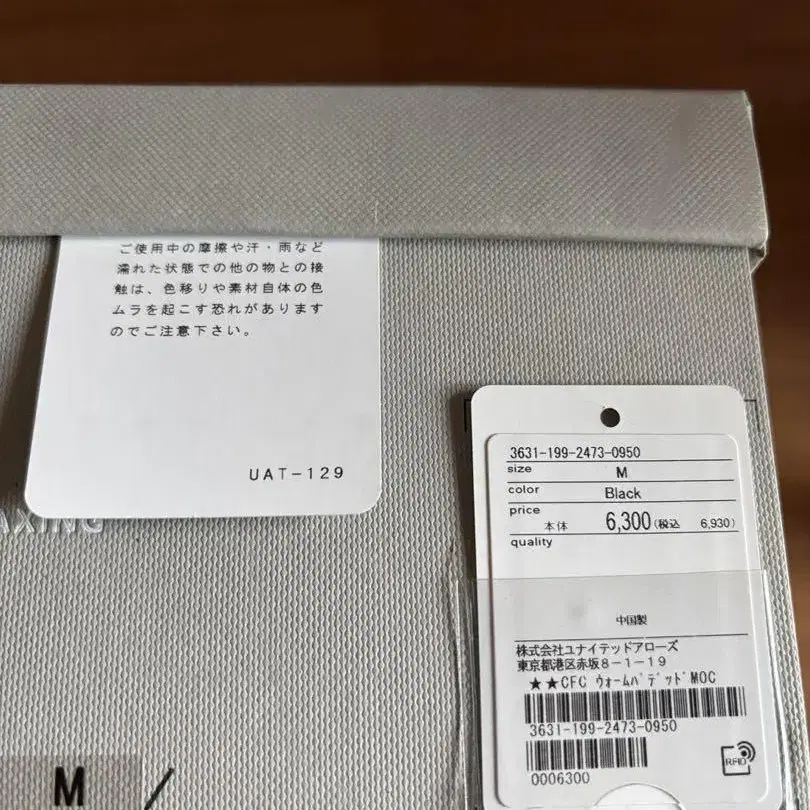 ご使用中の摩擦や汗・雨など
濡れた状態での他の物との接
触は、色移りや素材自体の色
ムラを起こす恐れがあります
のでご注意下さい。
UAT-129
AXING
3631-199-2473-0950
size M
color Black
price 本体 6,300(税込 6,930)
quality
中国製
株式会社ユナイテッドアローズ
東京都港区赤坂8-1-19
★★CFC ウォームパデッドMOC
3631-199-2473-0950
0006300
RFID
M